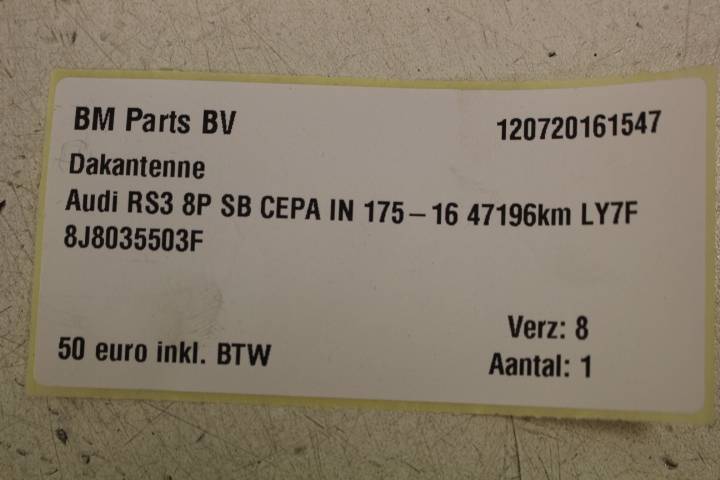 BM Parts BV
120720161547
Dakantenne
Audi RS3 8P SB CEPA IN 175-16 47196km LY7F
8J8035503F
Verz: 8
50 euro inkl. BTW
Aantal: 1